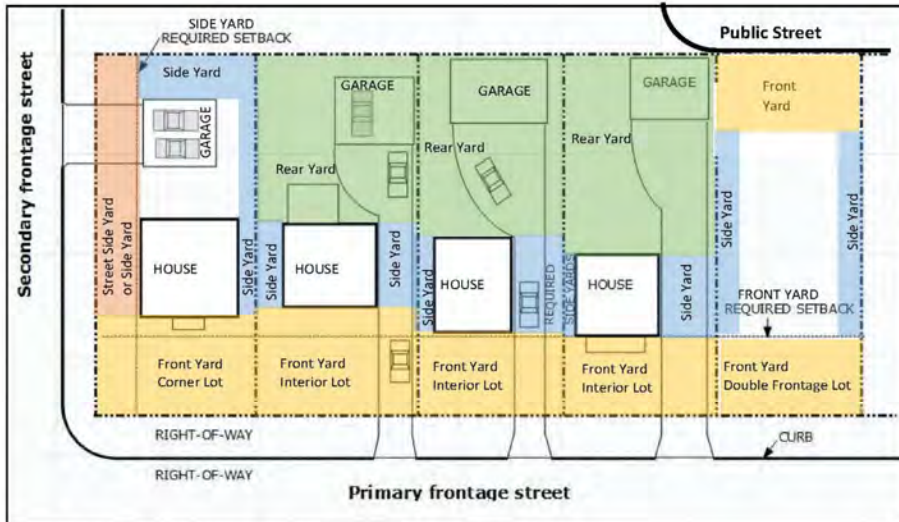 SIDE YARD
REQUIRED SETBACK
Public Street
Side Yard
GARAGE
GARAGE
GARAGE
GARAGE
Front
Yard
Rear Yard
Rear Yard
Rear Yard
Secondary frontage street
Street Side Yard
or Side Yard
HOUSE
Side Yard
Side Yard
HOUSE
Side Yard
Side Yard
HOUSE
REQUIRED
SIDE YARDS
HOUSE
Side Yard
Side Yard
Side Yard
FRONT YARD
REQUIRED SETBACK
Front Yard
Corner Lot
Front Yard
Interior Lot
Front Yard
Interior Lot
Front Yard
Interior Lot
Front Yard
Double Frontage Lot
RIGHT-OF-WAY
CURB
RIGHT-OF-WAY
Primary frontage street